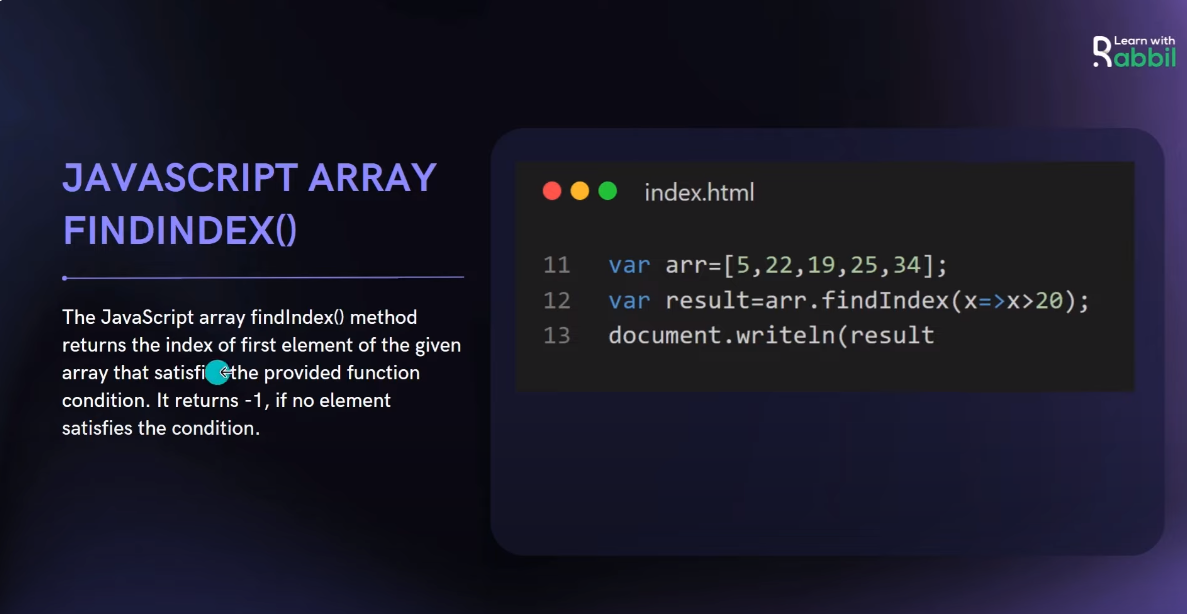 Learn with
Rabbil
JAVASCRIPT ARRAY
FINDINDEX()
The JavaScript array findIndex() method
returns the index of first element of the given
array that satisfi the provided function
condition. It returns -1, if no element
satisfies the condition.
index.html
11 var arr=[5,22,19,25,34];
12 var result=arr.findIndex(x=>x>20);
13 document.writeln(result